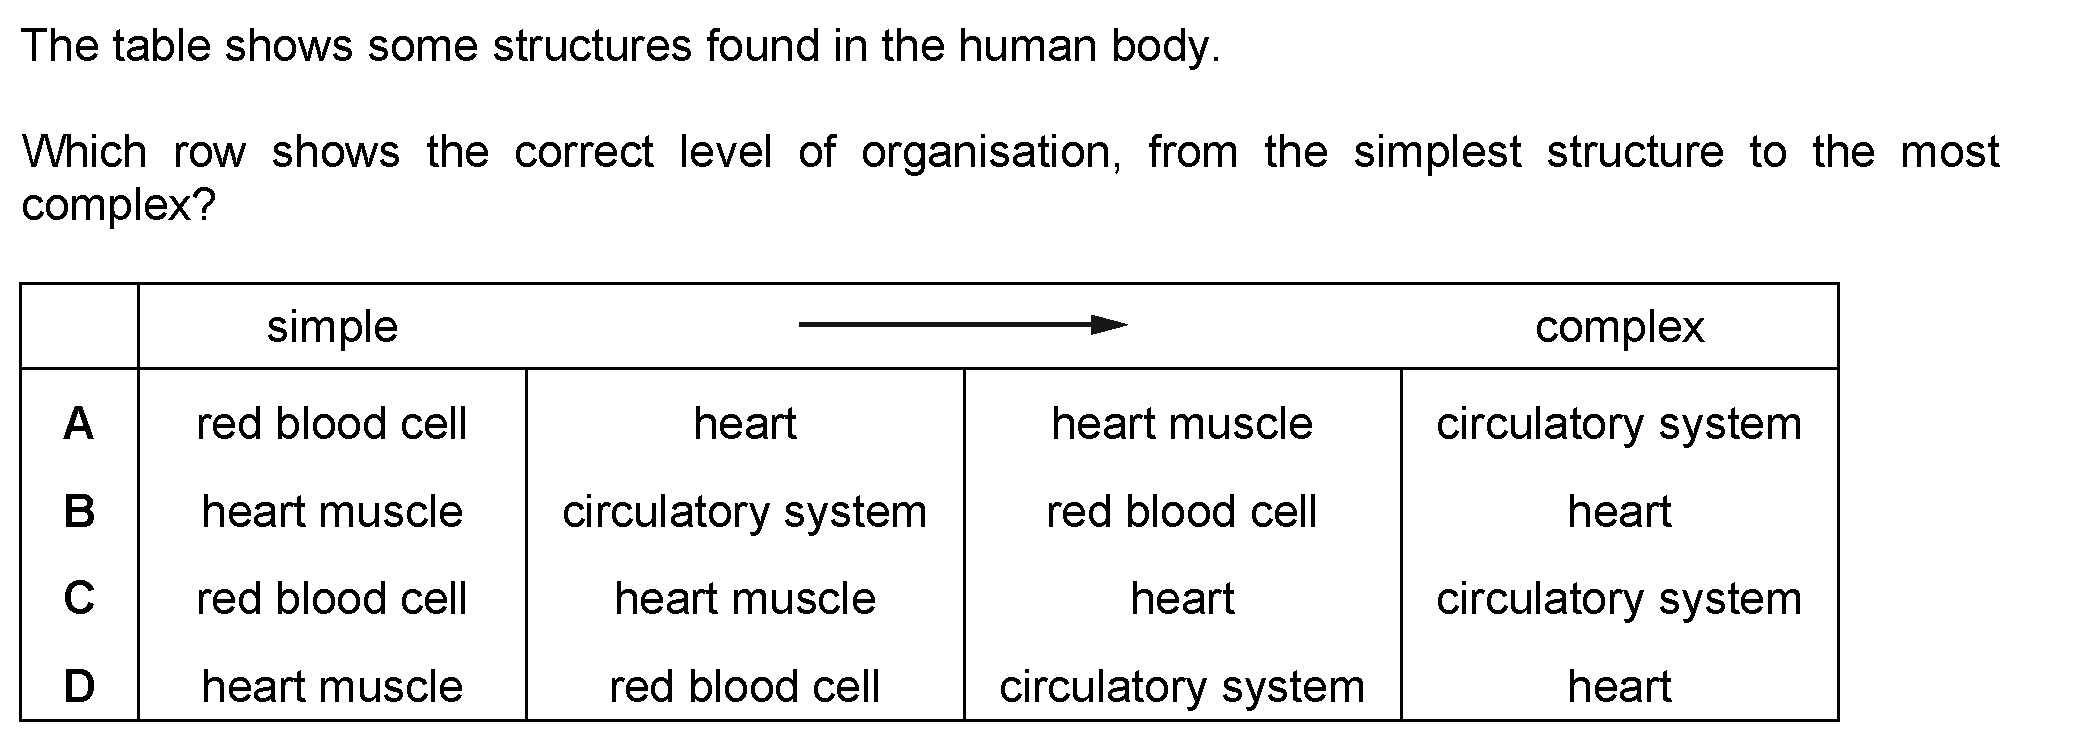 The table shows some structures found in the human body.
Which row shows the correct level of organisation, from the simplest structure to the most
complex?
simple complex
A red blood cell heart heart muscle circulatory system
B heart muscle circulatory system red blood cell heart
C red blood cell heart muscle heart circulatory system
D heart muscle red blood cell circulatory system heart